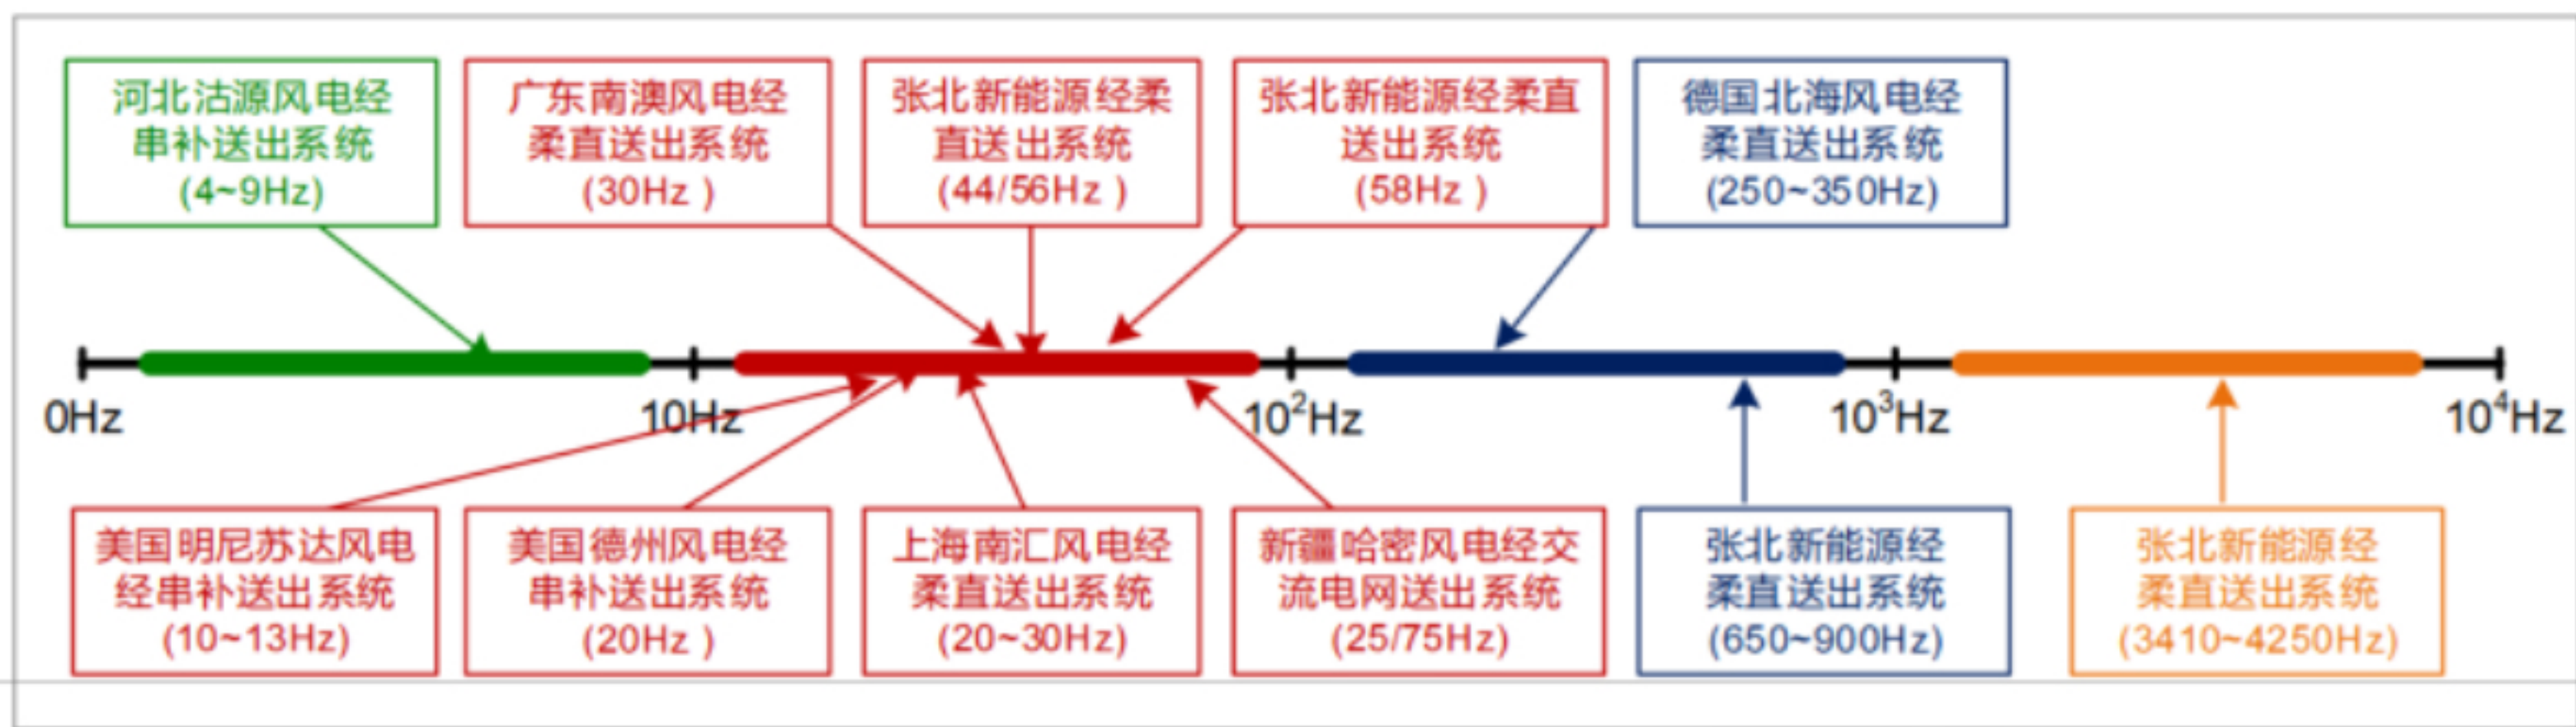 河北沽源风电经
串补送出系统
(4~9Hz)
广东南澳风电经
柔直送出系统
(30Hz )
张北新能源经柔
直送出系统
(44/56Hz )
张北新能源经柔直
送出系统
(58Hz )
德国北海风电经
柔直送出系统
(250~350Hz)
0Hz
10Hz
10²Hz
10³Hz
10⁴Hz
美国明尼苏达风电
经串补送出系统
(10~13Hz)
美国德州风电经
串补送出系统
(20Hz )
上海南汇风电经
柔直送出系统
(20~30Hz)
新疆哈密风电经交
流电网送出系统
(25/75Hz)
张北新能源经
柔直送出系统
(650~900Hz)
张北新能源经
柔直送出系统
(3410~4250Hz)